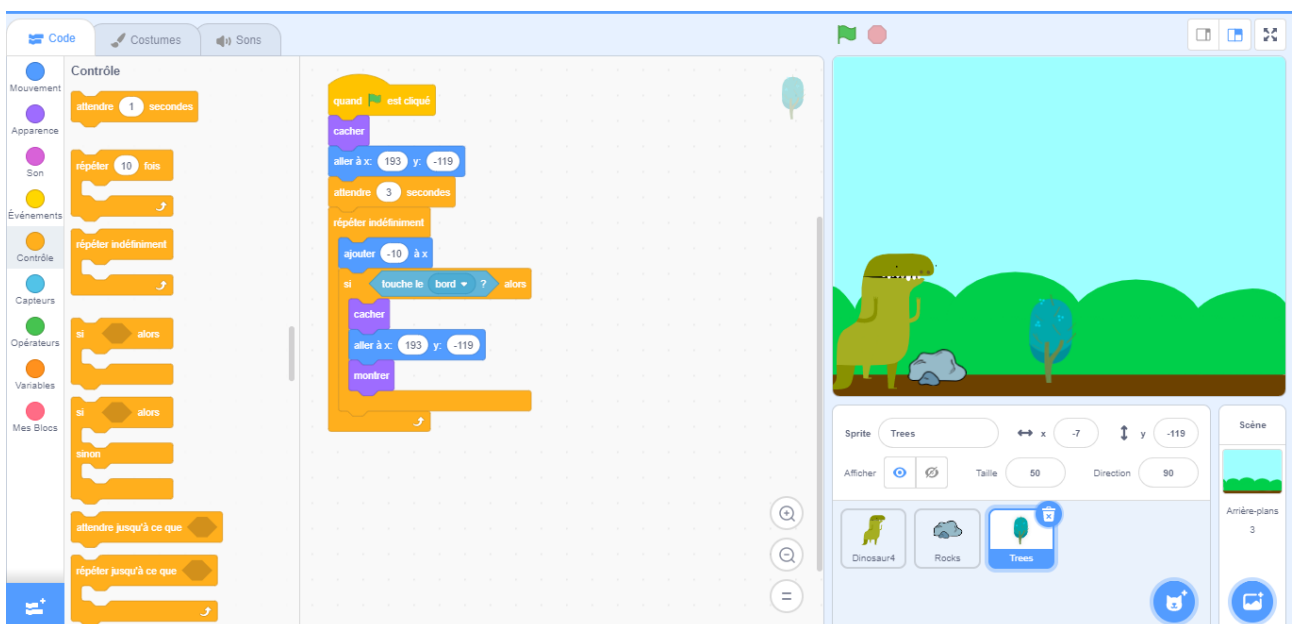 Code
Costumes
Sons
Mouvement
Apparence
Son
Événements
Contrôle
Capteurs
Opérateurs
Variables
Mes Blocs
Contrôle
attendre 1 secondes
répéter 10 fois
répéter indéfiniment
si alors
si alors
sinon
attendre jusqu'à ce que
répéter jusqu'à ce que
quand est cliqué
cacher
aller à x: 193 y: -119
attendre 3 secondes
répéter indéfiniment
ajouter -10 à x
si touche le bord ? alors
cacher
aller à x: 193 y: -119
montrer
Sprite Trees x -7 y -119
Afficher Taille 50 Direction 90
Dinosaur4
Rocks
Trees
Scène
Arrière-plans
3